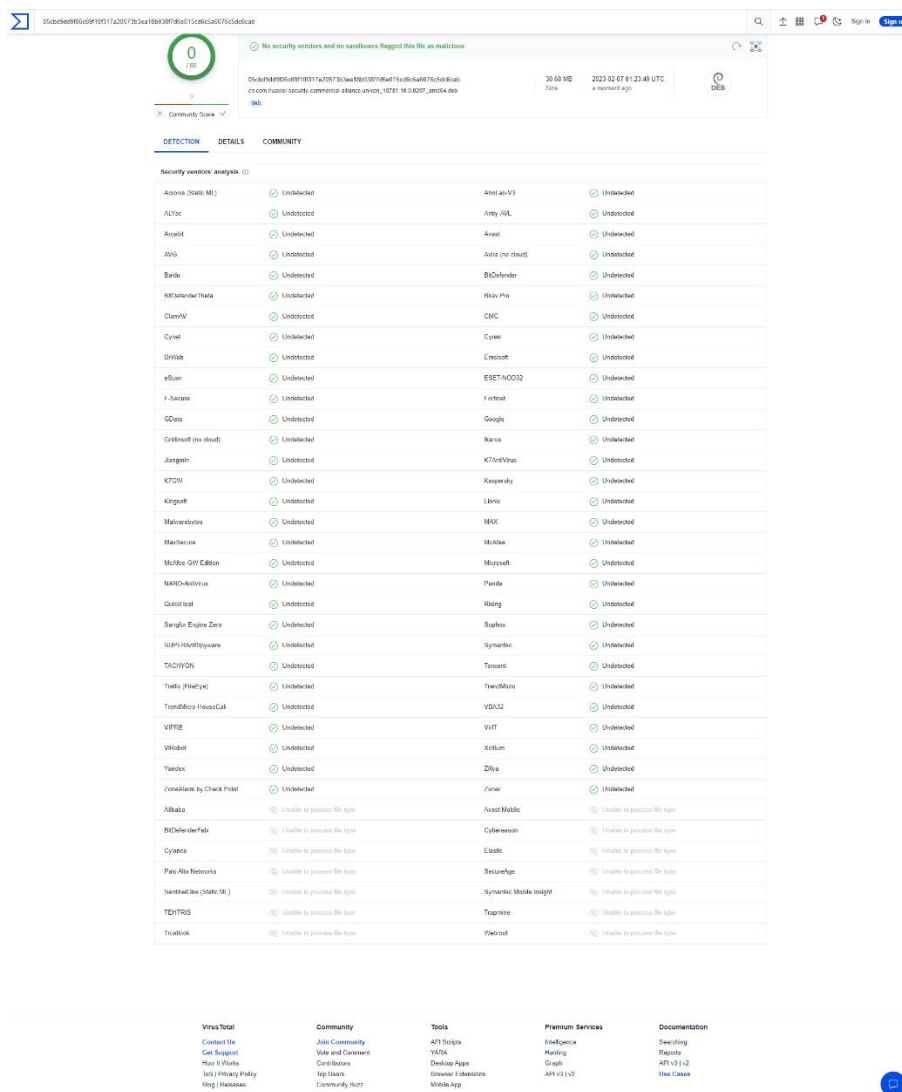 Sign in
Sign u
0
/ 60
No security vendors and no sandboxes flagged this file as malicious
30.68 MB
Size
2023-02-07 01:23:49 UTC
a moment ago
DEB
deb
?
Community Score
DETECTION DETAILS COMMUNITY
Security vendors' analysis
Acronis (Static ML) Undetected AhnLab-V3 Undetected
ALYac Undetected Antiy-AVL Undetected
Arcabit Undetected Avast Undetected
AVG Undetected Avira (no cloud) Undetected
Baidu Undetected BitDefender Undetected
BitDefenderTheta Undetected Bkav Pro Undetected
ClamAV Undetected CMC Undetected
Cynet Undetected Cyren Undetected
DrWeb Undetected Emsisoft Undetected
eScan Undetected ESET-NOD32 Undetected
F-Secure Undetected Fortinet Undetected
GData Undetected Google Undetected
Gridinsoft (no cloud) Undetected Ikarus Undetected
Jiangmin Undetected K7AntiVirus Undetected
K7GW Undetected Kaspersky Undetected
Kingsoft Undetected Lionic Undetected
Malwarebytes Undetected MAX Undetected
MaxSecure Undetected McAfee Undetected
McAfee-GW-Edition Undetected Microsoft Undetected
NANO-Antivirus Undetected Panda Undetected
QuickHeal Undetected Rising Undetected
Sangfor Engine Zero Undetected Sophos Undetected
SUPERAntiSpyware Undetected Symantec Undetected
TACHYON Undetected Tencent Undetected
Trellix (FireEye) Undetected TrendMicro Undetected
TrendMicro-HouseCall Undetected VBA32 Undetected
VIPRE Undetected VirIT Undetected
ViRobot Undetected Xcitium Undetected
Yandex Undetected Zillya Undetected
ZoneAlarm by Check Point Undetected Zoner Undetected
Alibaba Unable to process file type Avast-Mobile Unable to process file type
BitDefenderFalx Unable to process file type Cybereason Unable to process file type
Cylance Unable to process file type Elastic Unable to process file type
Palo Alto Networks Unable to process file type SecureAge Unable to process file type
SentinelOne (Static ML) Unable to process file type Symantec Mobile Insight Unable to process file type
TEHTRIS Unable to process file type Trapmine Unable to process file type
Trustlook Unable to process file type Webroot Unable to process file type
VirusTotal Community Tools Premium Services Documentation
Contact Us Join Community API Scripts Intelligence Searching
Get Support Vote and Comment YARA Hunting Reports
How It Works Contributors Desktop Apps Graph API v3 | v2
ToS | Privacy Policy Top Users Browser Extensions API v3 | v2 Use Cases
Blog | Releases Community Buzz Mobile App